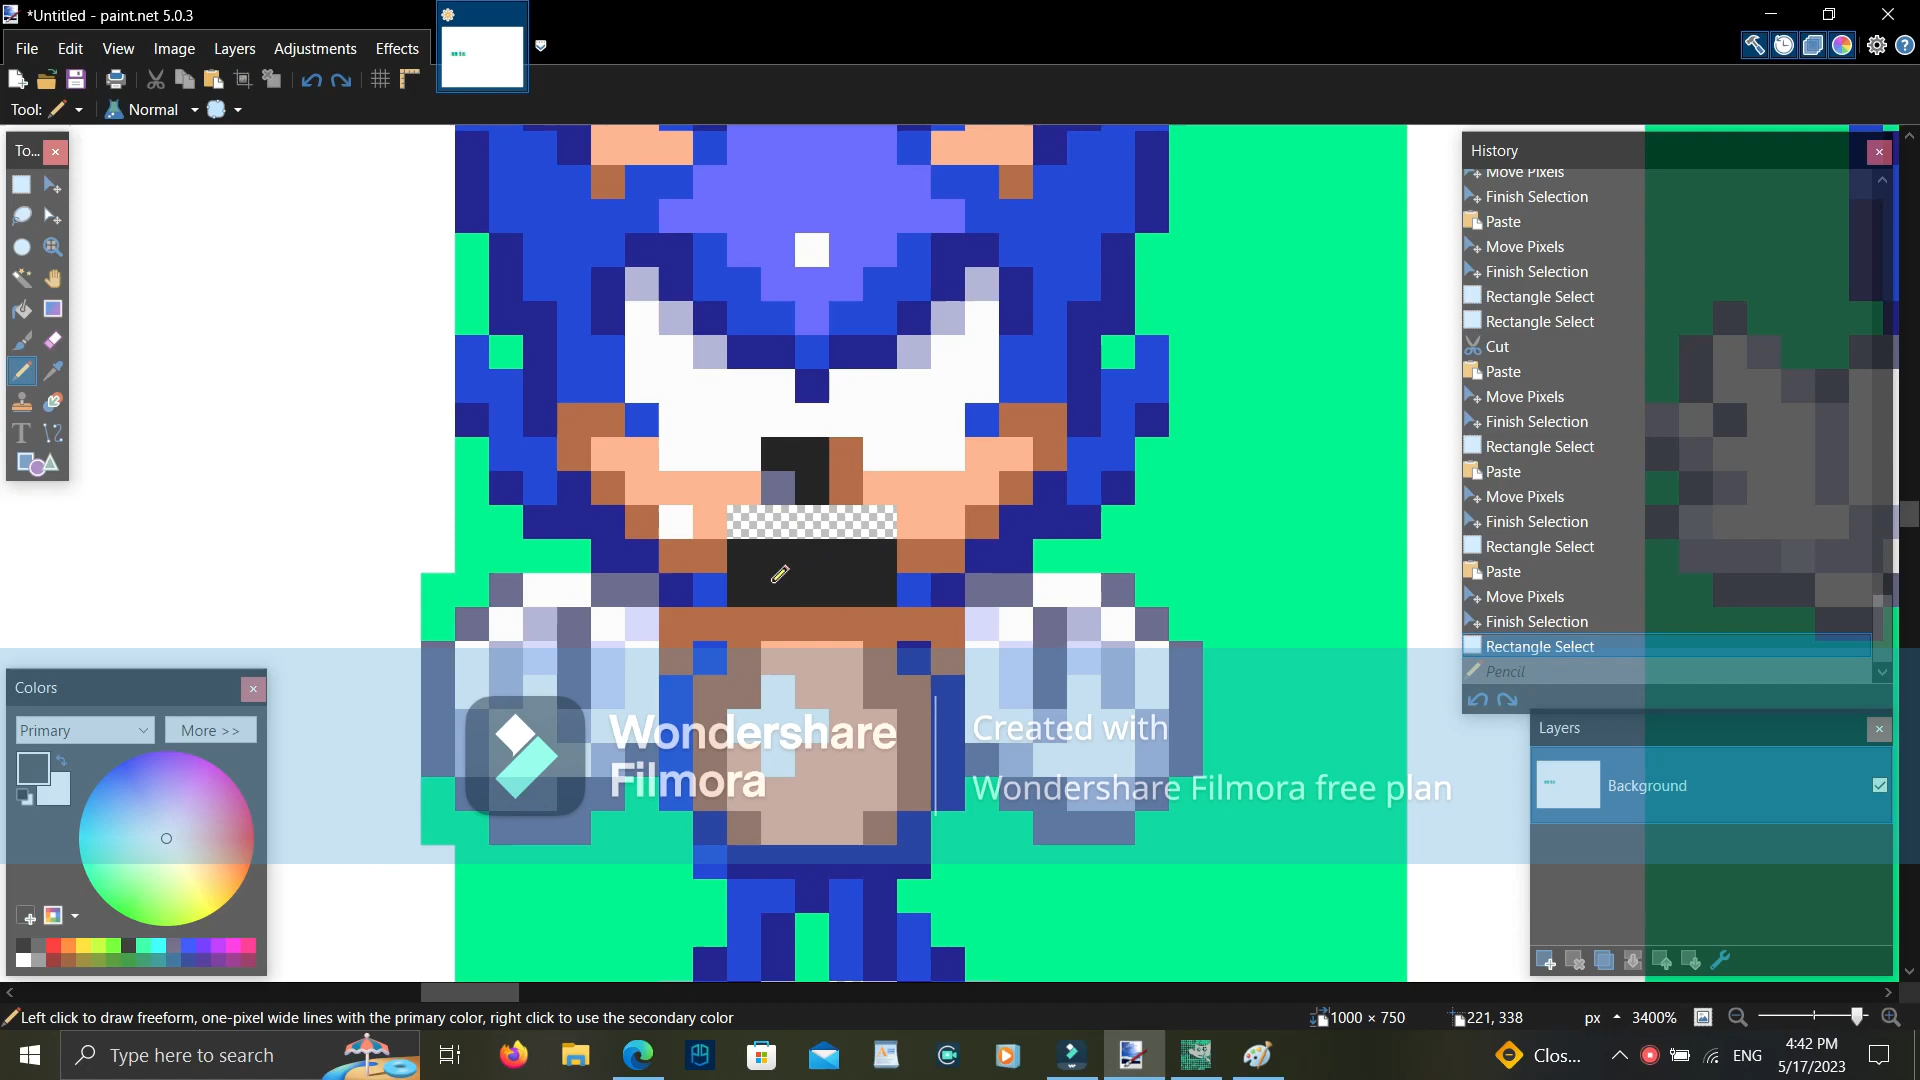 *Untitled - paint.net 5.0.3
File Edit View Image Layers Adjustments Effects
Tool: Normal
To...
History
Move Pixels
Finish Selection
Paste
Move Pixels
Finish Selection
Rectangle Select
Rectangle Select
Cut
Paste
Move Pixels
Finish Selection
Rectangle Select
Paste
Move Pixels
Finish Selection
Rectangle Select
Paste
Move Pixels
Finish Selection
Rectangle Select
Pencil
Colors
Primary More >>
Wondershare
Filmora
Created with
Wondershare Filmora free plan
Layers
Background
Left click to draw freeform, one-pixel wide lines with the primary color, right click to use the secondary color
1000 × 750
221, 338
px
3400%
Type here to search
Clos...
ENG
4:42 PM
5/17/2023